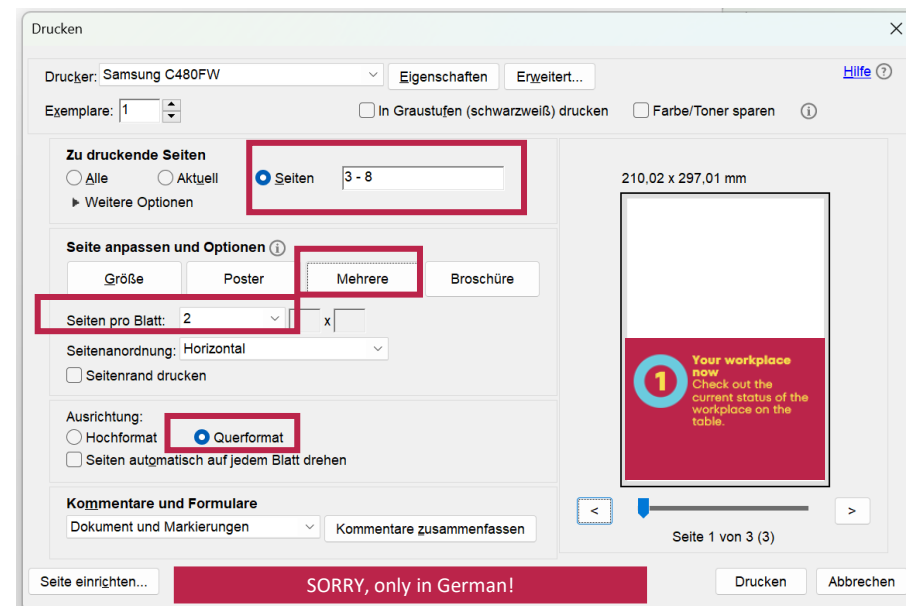 Drucken
Drucker: Samsung C480FW Eigenschaften Erweitert... Hilfe
Exemplare: 1 In Graustufen (schwarzweiß) drucken Farbe/Toner sparen
Zu druckende Seiten
Alle Aktuell Seiten 3 - 8
Weitere Optionen
Seite anpassen und Optionen
Größe Poster Mehrere Broschüre
Seiten pro Blatt: 2 x
Seitenanordnung: Horizontal
Seitenrand drucken
Ausrichtung:
Hochformat Querformat
Seiten automatisch auf jedem Blatt drehen
Kommentare und Formulare
Dokument und Markierungen Kommentare zusammenfassen
210,02 x 297,01 mm
1
Your workplace
now
Check out the
current status of the
workplace on the
table.
< >
Seite 1 von 3 (3)
Seite einrichten... SORRY, only in German! Drucken Abbrechen